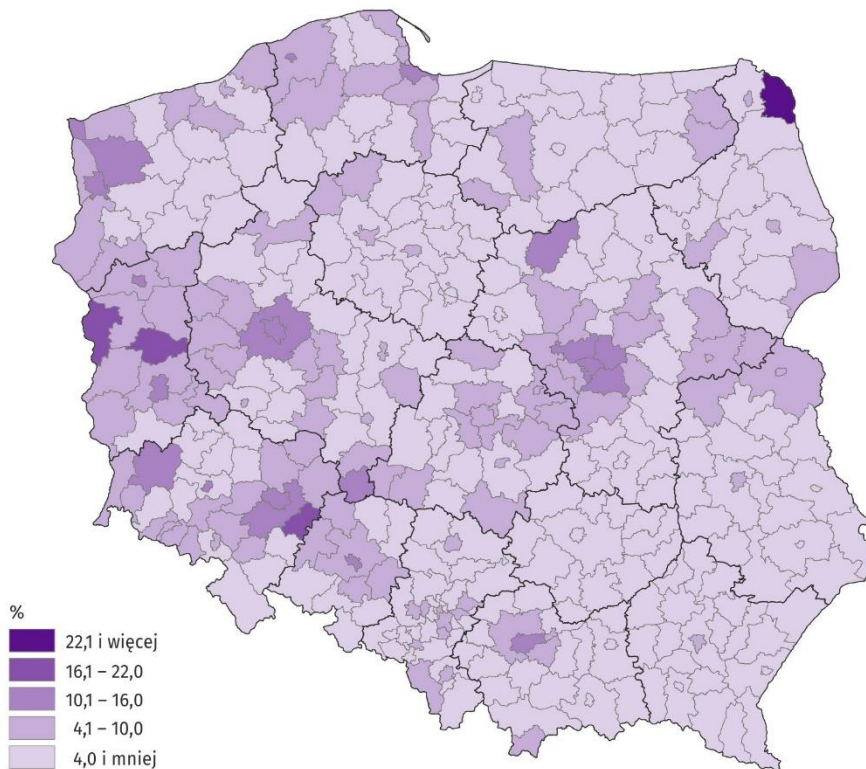 %
22,1 i więcej
16,1 – 22,0
10,1 – 16,0
4,1 – 10,0
4,0 i mniej